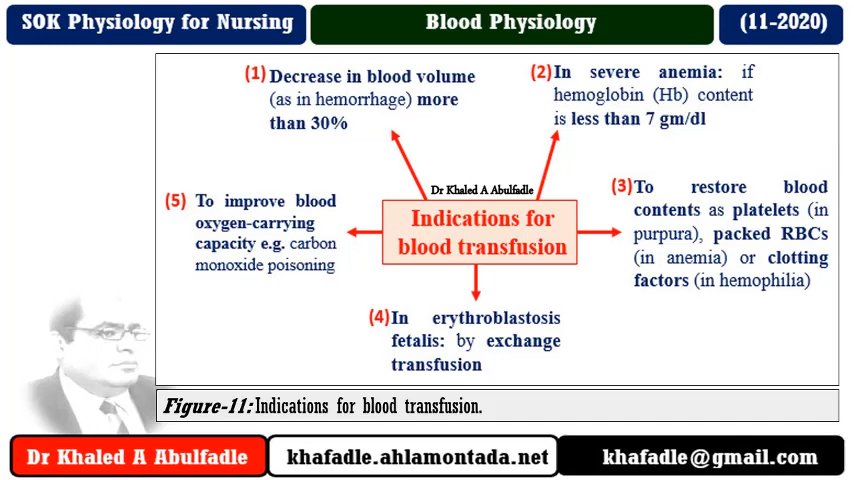 SOK Physiology for Nursing
Blood Physiology
(11-2020)
(1) Decrease in blood volume
(as in hemorrhage) more
than 30%
(2) In severe anemia: if
hemoglobin (Hb) content
is less than 7 gm/dl
Dr Khaled A Abulfadle
Indications for
blood transfusion
(3) To restore blood
contents as platelets (in
purpura), packed RBCs
(in anemia) or clotting
factors (in hemophilia)
(4) In erythroblastosis
fetalis: by exchange
transfusion
(5) To improve blood
oxygen-carrying
capacity e.g. carbon
monoxide poisoning
Figure-11: Indications for blood transfusion.
Dr Khaled A Abulfadle
khafadle.ahlamontada.net
khafadle@gmail.com